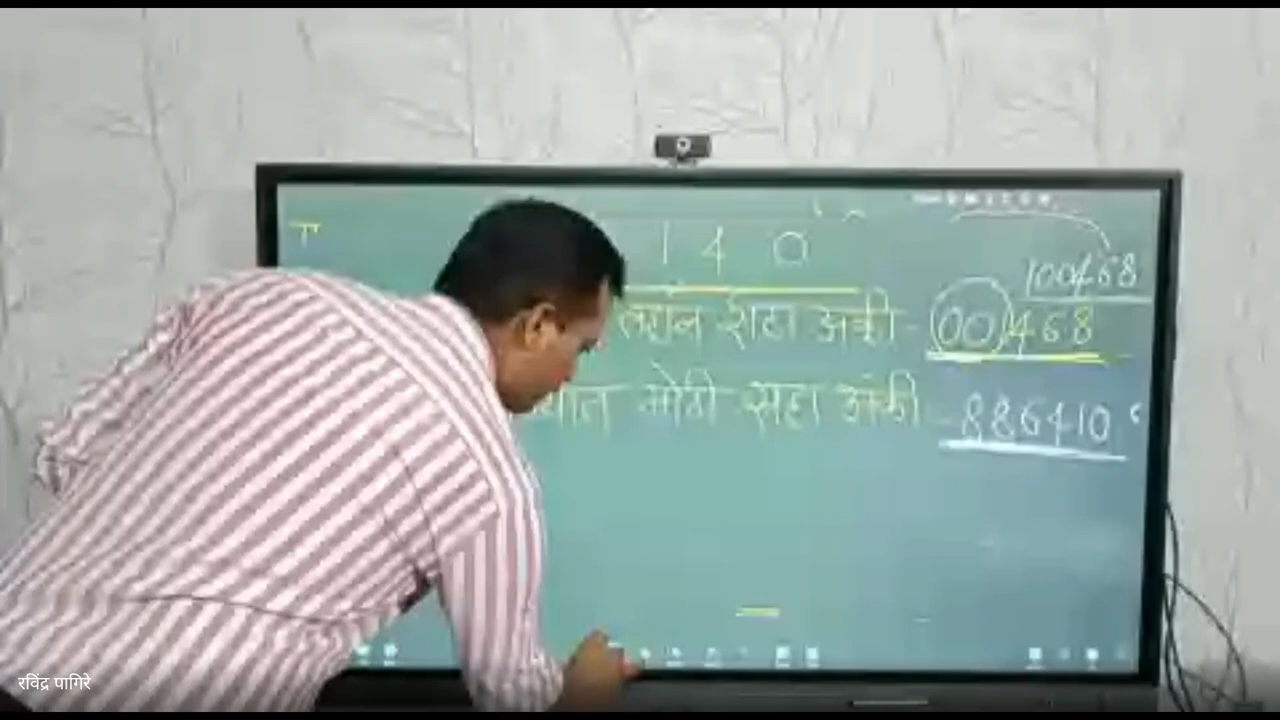 1 4 0
100468
लहान सहा अंकी - 00468
मोठी सहा अंकी - 886410
रविंद्र पागिरे